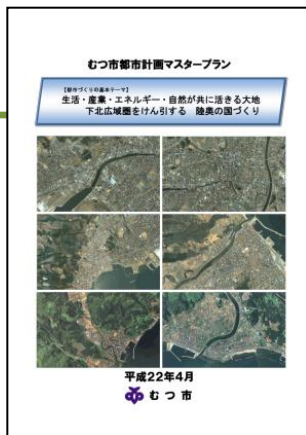 むつ市都市計画マスタープラン
【都市づくりの基本テーマ】
生活・産業・エネルギー・自然が共に活きる大地
下北広域圏をけん引する 陸奥の国づくり
平成22年4月
むつ市